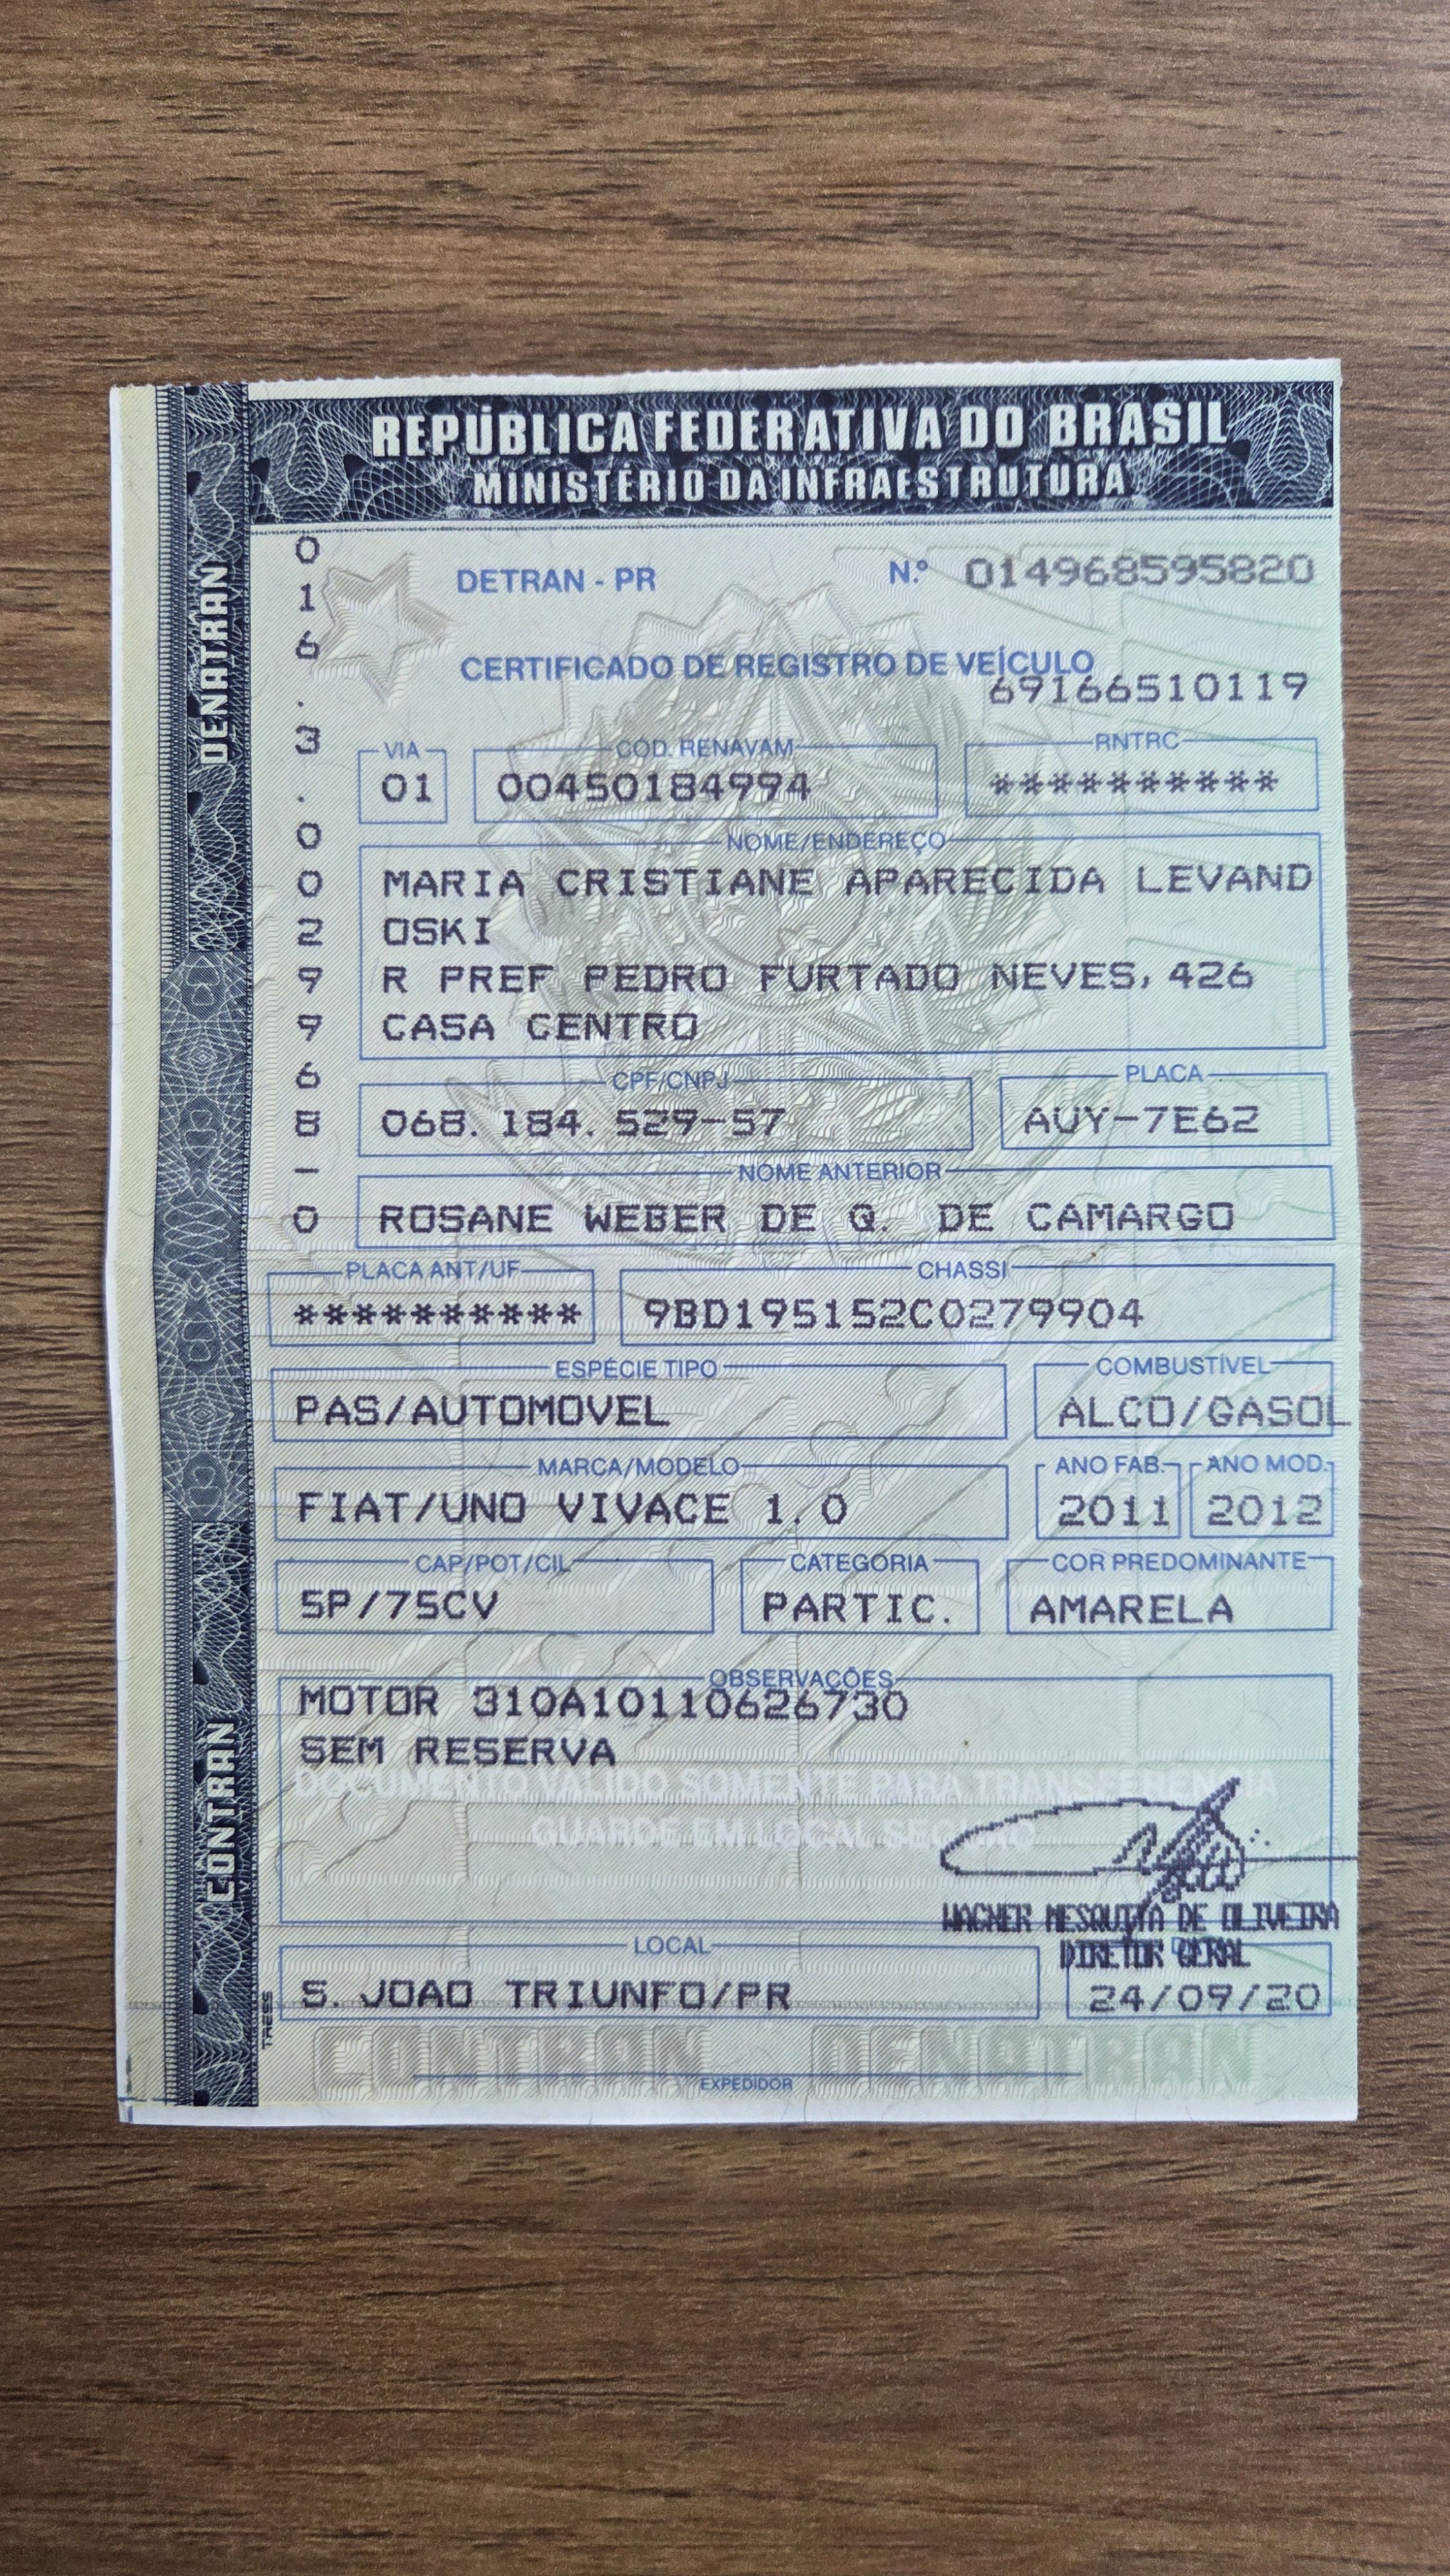 REPÚBLICA FEDERATIVA DO BRASIL
MINISTÉRIO DA INFRAESTRUTURA
DENATRAN
CONTRAN
016.3.0029968-0
DETRAN - PR
N.º 014968595820
CERTIFICADO DE REGISTRO DE VEÍCULO
69166510119
VIA
CÓD. RENAVAM
RNTRC
01
00450184994
**********
NOME/ENDEREÇO
MARIA CRISTIANE APARECIDA LEVAND
OSKI
R PREF PEDRO FURTADO NEVES, 426
CASA CENTRO
CPF/CNPJ
PLACA
068.184.529-57
AUY-7E62
NOME ANTERIOR
ROSANE WEBER DE Q. DE CAMARGO
PLACA ANT/UF
CHASSI
**********
9BD195152C0279904
ESPÉCIE TIPO
COMBUSTÍVEL
PAS/AUTOMOVEL
ALCO/GASOL
MARCA/MODELO
ANO FAB.
ANO MOD.
FIAT/UNO VIVACE 1.0
2011
2012
CAP/POT/CIL
CATEGORIA
COR PREDOMINANTE
5P/75CV
PARTIC.
AMARELA
OBSERVAÇÕES
MOTOR 310A10110626730
SEM RESERVA
DOCUMENTO VALIDO SOMENTE PARA TRANSFERENCIA
GUARDE EM LOCAL SEGURO
WAGNER MESQUITA DE OLIVEIRA
DIRETOR GERAL
LOCAL
S. JOAO TRIUNFO/PR
24/09/20
CONTRAN DENATRAN
EXPEDIDOR